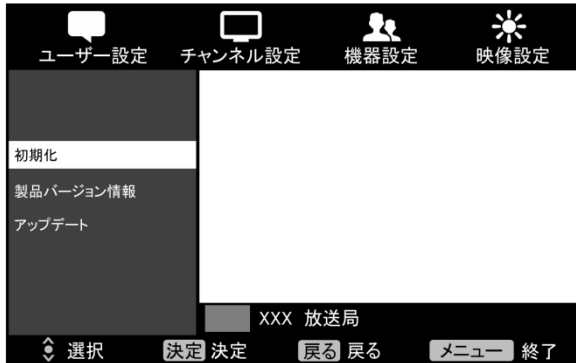 ユーザー設定 チャンネル設定 機器設定 映像設定
初期化
製品バージョン情報
アップデート
XXX 放送局
選択 決定 決定 戻る 戻る メニュー 終了